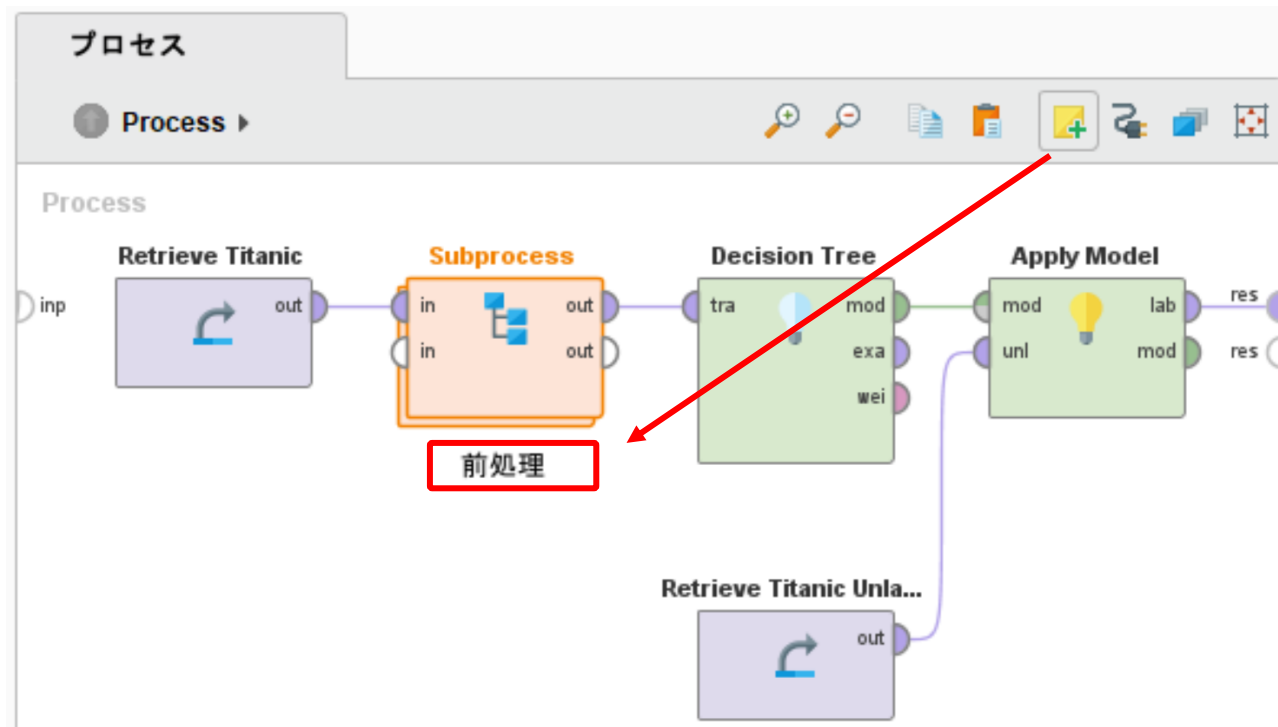 プロセス
Process
Process
Retrieve Titanic
Subprocess
Decision Tree
Apply Model
inp
out
in
out
tra
mod
mod
lab
res
in
out
exa
unl
mod
res
wei
前処理
Retrieve Titanic Unla...
out